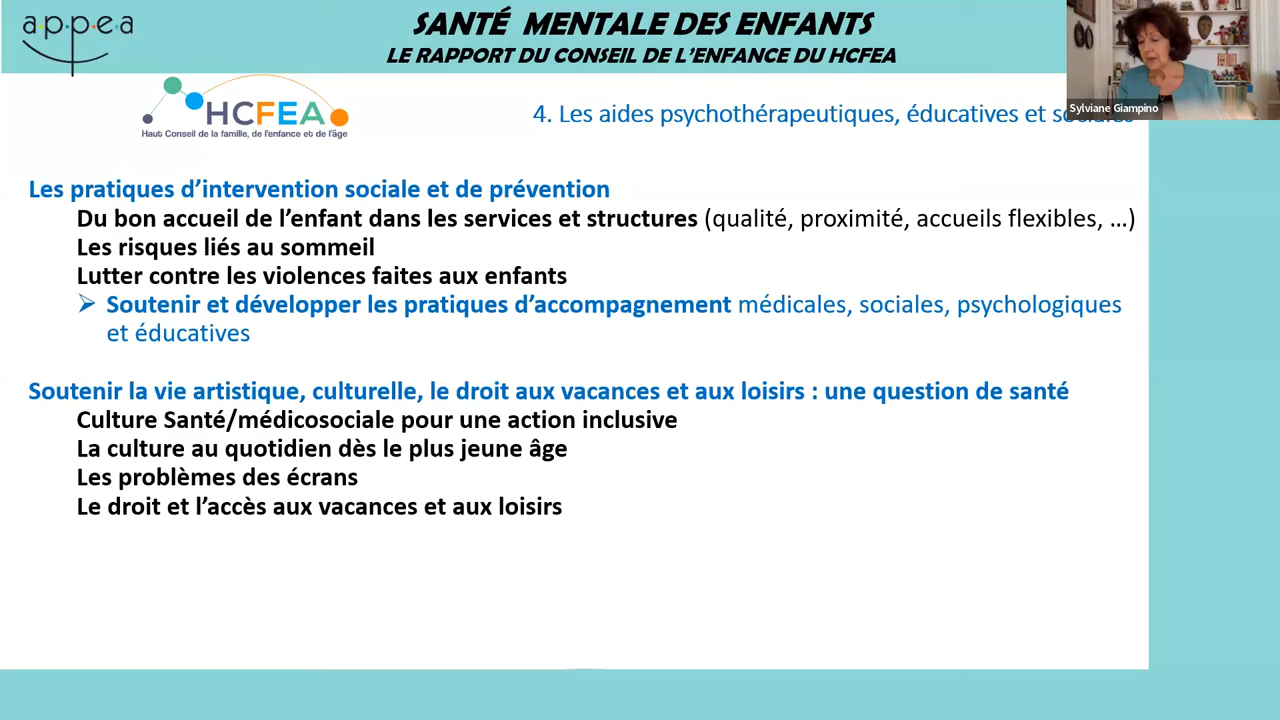 a·p·p·e·a
SANTÉ MENTALE DES ENFANTS
LE RAPPORT DU CONSEIL DE L'ENFANCE DU HCFEA
Sylviane Giampino
HCFEA
Haut Conseil de la famille, de l'enfance et de l'âge
4. Les aides psychothérapeutiques, éducatives et sociales
Les pratiques d'intervention sociale et de prévention
Du bon accueil de l'enfant dans les services et structures (qualité, proximité, accueils flexibles, ...)
Les risques liés au sommeil
Lutter contre les violences faites aux enfants
➢ Soutenir et développer les pratiques d'accompagnement médicales, sociales, psychologiques
et éducatives
Soutenir la vie artistique, culturelle, le droit aux vacances et aux loisirs : une question de santé
Culture Santé/médicosociale pour une action inclusive
La culture au quotidien dès le plus jeune âge
Les problèmes des écrans
Le droit et l'accès aux vacances et aux loisirs